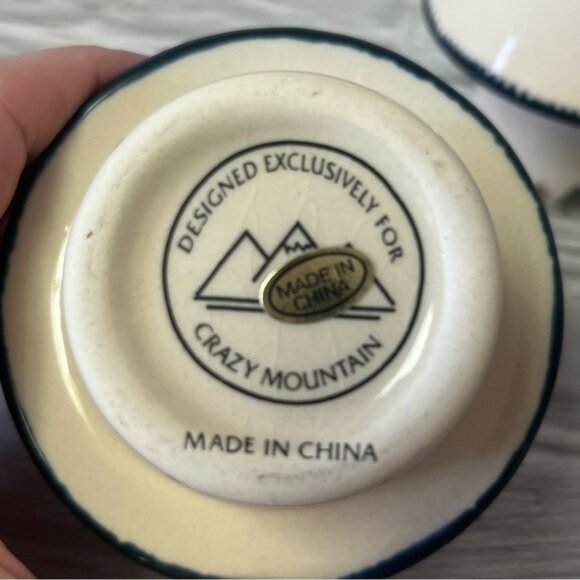 DESIGNED EXCLUSIVELY FOR
MADE IN
CHINA
CRAZY MOUNTAIN
MADE IN CHINA